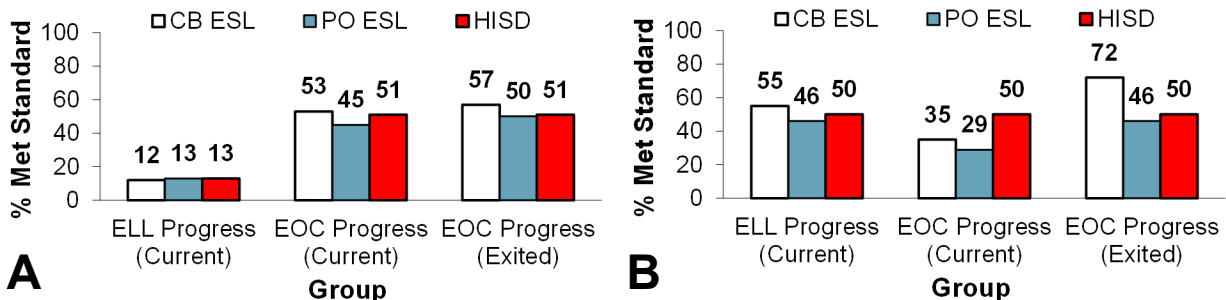 CB ESL PO ESL HISD
% Met Standard
100
80
60
40
20
0
12 13 13
53 45 51
57 50 51
ELL Progress (Current)
EOC Progress (Current)
EOC Progress (Exited)
Group
A
CB ESL PO ESL HISD
% Met Standard
100
80
60
40
20
0
55 46 50
35 29 50
72 46 50
ELL Progress (Current)
EOC Progress (Current)
EOC Progress (Exited)
Group
B